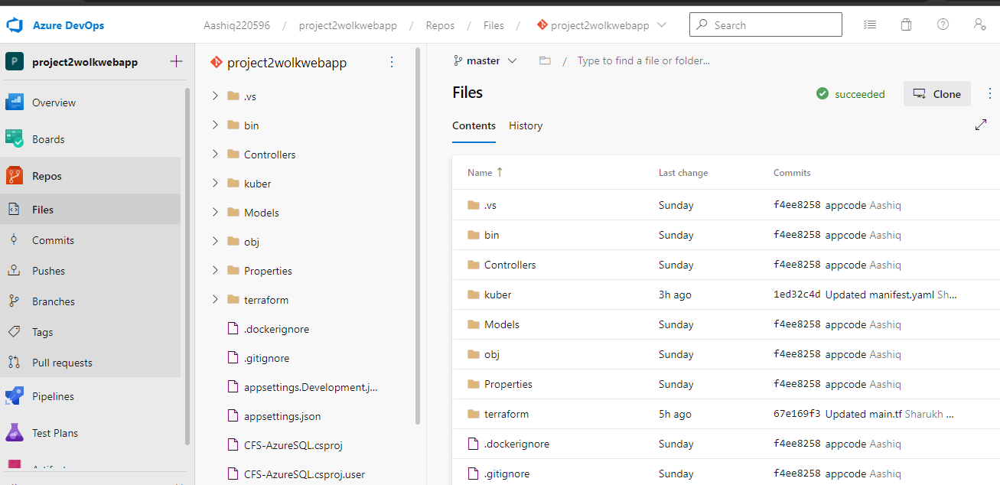 Azure DevOps
Aashiq220596 / project2wolkwebapp / Repos / Files / project2wolkwebapp
Search
P project2wolkwebapp
Overview
Boards
Repos
Files
Commits
Pushes
Branches
Tags
Pull requests
Pipelines
Test Plans
project2wolkwebapp
.vs
bin
Controllers
kuber
Models
obj
Properties
terraform
.dockerignore
.gitignore
appsettings.Development.j...
appsettings.json
CFS-AzureSQL.csproj
CFS-AzureSQL.csproj.user
master / Type to find a file or folder...
Files
succeeded
Clone
Contents History
Name ↑ Last change Commits
.vs Sunday f4ee8258 appcode Aashiq
bin Sunday f4ee8258 appcode Aashiq
Controllers Sunday f4ee8258 appcode Aashiq
kuber 3h ago 1ed32c4d Updated manifest.yaml Sh...
Models Sunday f4ee8258 appcode Aashiq
obj Sunday f4ee8258 appcode Aashiq
Properties Sunday f4ee8258 appcode Aashiq
terraform 5h ago 67e169f3 Updated main.tf Sharukh ...
.dockerignore Sunday f4ee8258 appcode Aashiq
.gitignore Sunday f4ee8258 appcode Aashiq